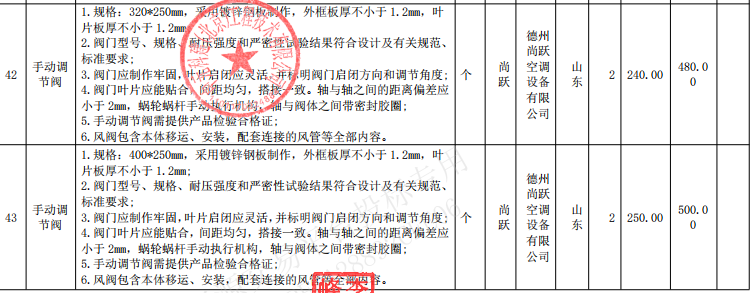 42
手动调
节阀
1.规格：320*250mm，采用镀锌钢板制作，外框板厚不小于1.2mm，叶
片板厚不小于1.2mm;
2.阀门型号、规格、耐压强度和严密性试验结果符合设计及有关规范、
标准要求；
3.阀门应制作牢固，叶片启闭应灵活，并标明阀门启闭方向和调节角度；
4.阀门叶片应能贴合，间距均匀，搭接一致。轴与轴之间的距离偏差应
小于2mm，蜗轮蜗杆手动执行机构，轴与阀体之间带密封胶圈；
5.手动调节阀需提供产品检验合格证；
6.风阀包含本体移运、安装，配套连接的风管等全部内容。
个
尚
跃
德州
尚跃
空调
设备
有限
公司
山
东
2
240.00
480.0
0
43
手动调
节阀
1.规格：400*250mm，采用镀锌钢板制作，外框板厚不小于1.2mm，叶
片板厚不小于1.2mm;
2.阀门型号、规格、耐压强度和严密性试验结果符合设计及有关规范、
标准要求；
3.阀门应制作牢固，叶片启闭应灵活，并标明阀门启闭方向和调节角度；
4.阀门叶片应能贴合，间距均匀，搭接一致。轴与轴之间的距离偏差应
小于2mm，蜗轮蜗杆手动执行机构，轴与阀体之间带密封胶圈；
5.手动调节阀需提供产品检验合格证；
6.风阀包含本体移运、安装，配套连接的风管等全部内容。
个
尚
跃
德州
尚跃
空调
设备
有限
公司
山
东
2
250.00
500.0
0